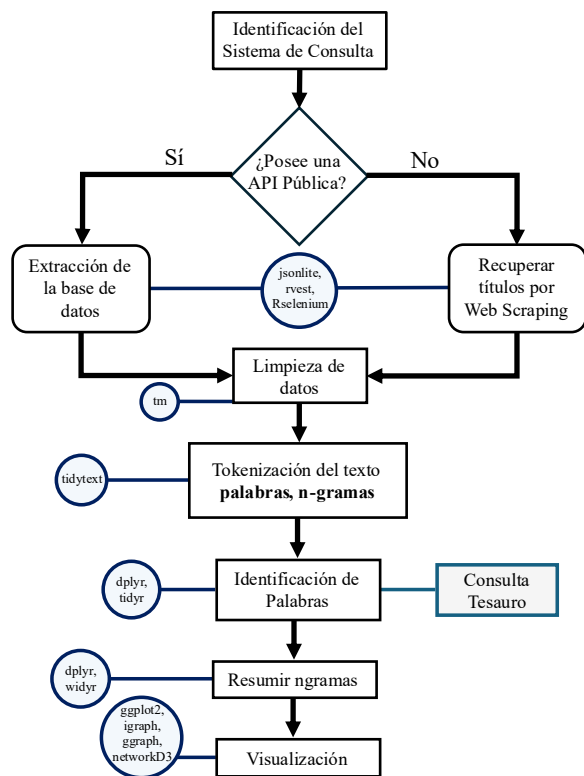 Identificación del
Sistema de Consulta
¿Posee una
API Pública?
Sí
No
Extracción de
la base de
datos
jsonlite,
rvest,
Rselenium
Recuperar
títulos por
Web Scraping
Limpieza de
datos
tm
Tokenización del texto
palabras, n-gramas
tidytext
Identificación de
Palabras
dplyr,
tidyr
Consulta
Tesauro
Resumir ngramas
dplyr,
widyr
ggplot2,
igraph,
ggraph,
networkD3
Visualización